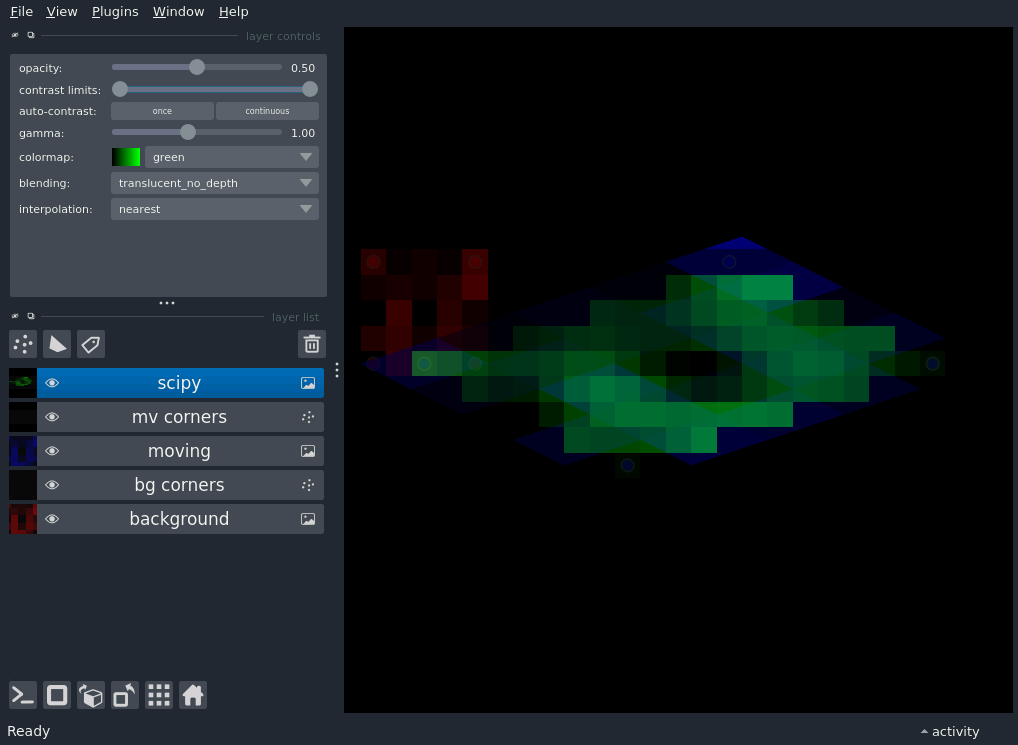 File View Plugins Window Help
layer controls
opacity: 0.50
contrast limits:
auto-contrast: once continuous
gamma: 1.00
colormap: green
blending: translucent_no_depth
interpolation: nearest
layer list
scipy
mv corners
moving
bg corners
background
Ready activity